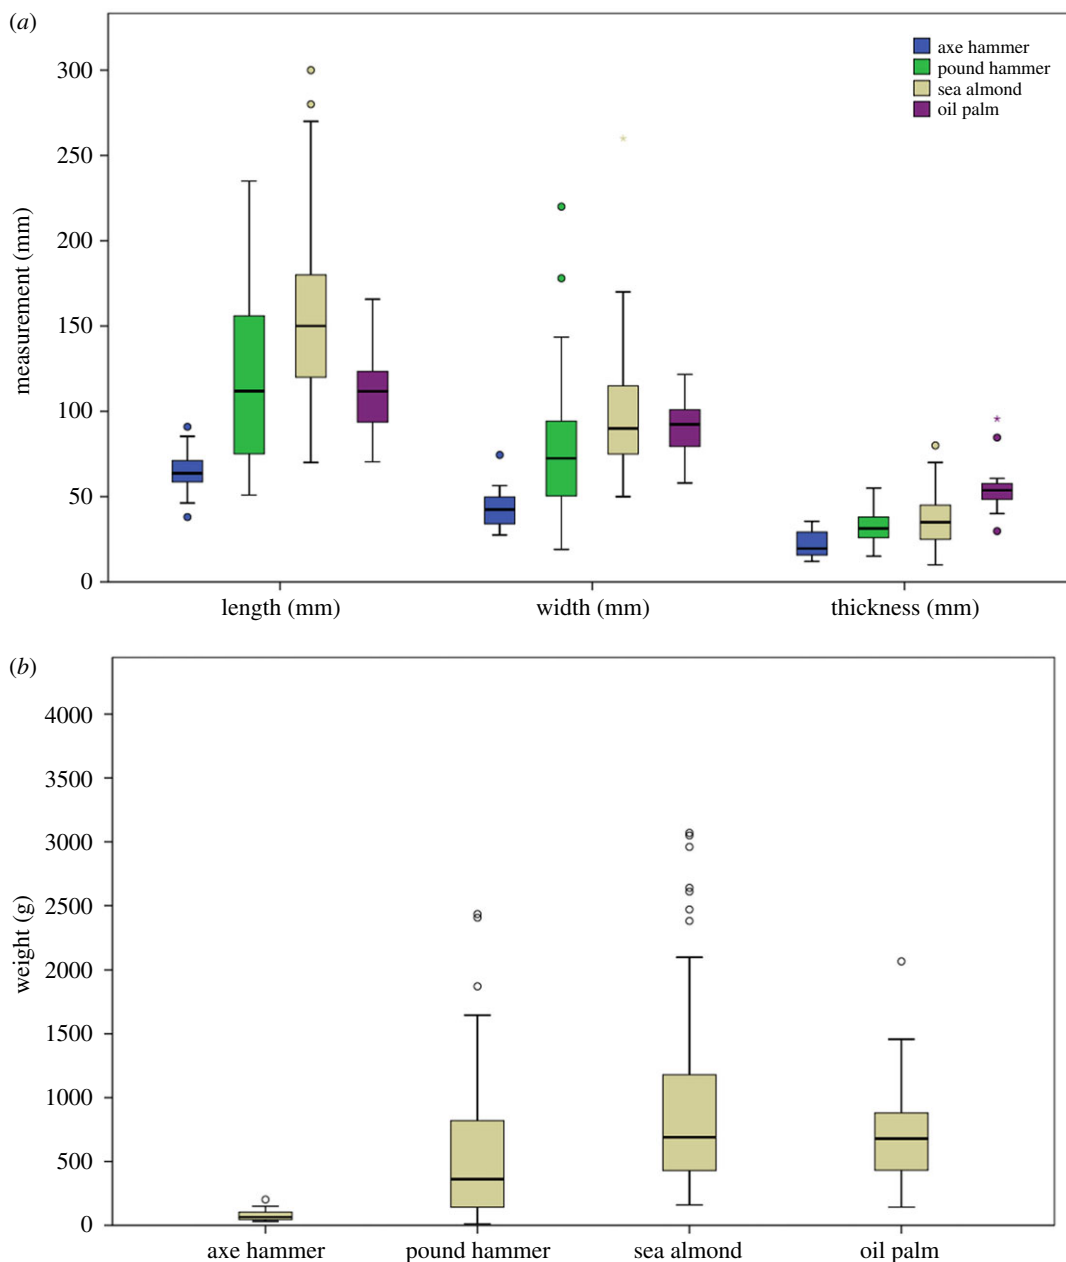 (a)
axe hammer
pound hammer
sea almond
oil palm
measurement (mm)
300
250
200
150
100
50
0
length (mm) width (mm) thickness (mm)
(b)
weight (g)
4000
3500
3000
2500
2000
1500
1000
500
0
axe hammer pound hammer sea almond oil palm